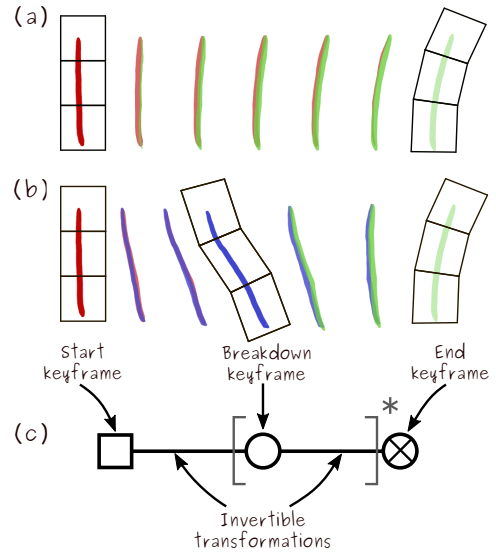 (a)
(b)
Start
keyframe
Breakdown
keyframe
End
keyframe
*
(c)
Invertible
transformations